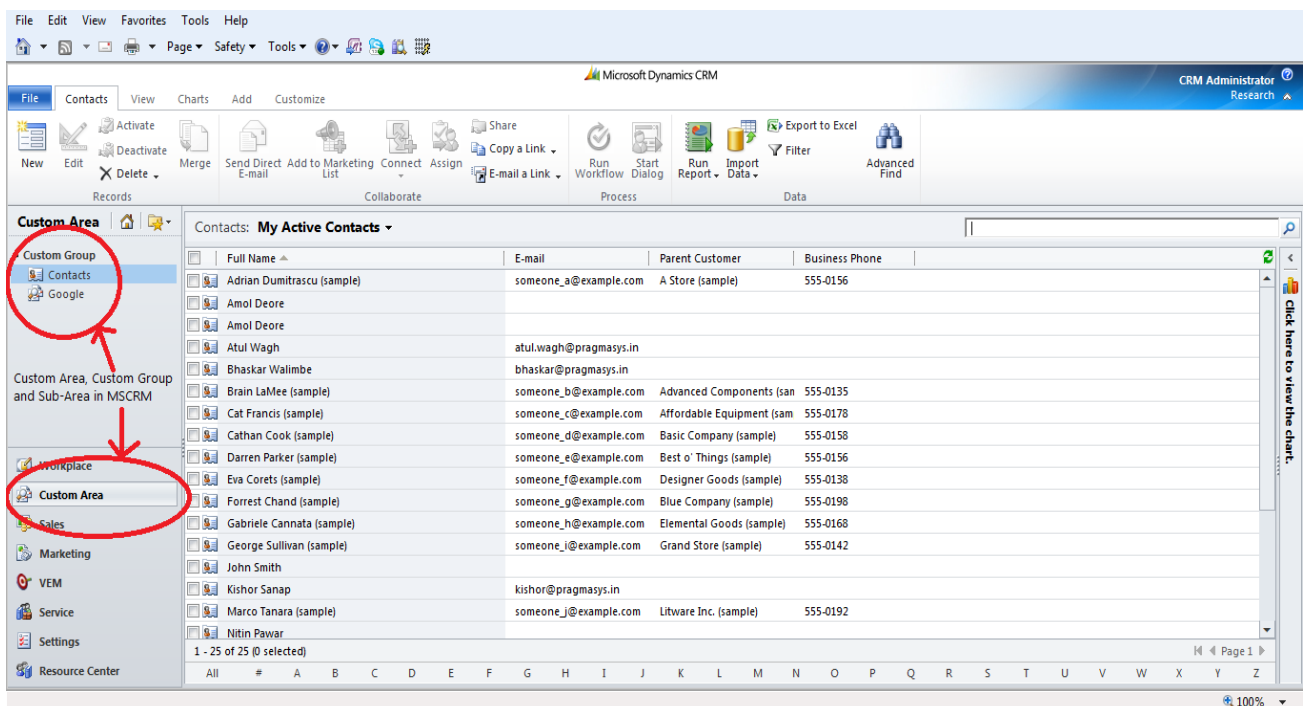 File Edit View Favorites Tools Help
Page Safety Tools
Microsoft Dynamics CRM
CRM Administrator
Research
File Contacts View Charts Add Customize
New Edit Activate Deactivate Delete
Records
Merge Send Direct E-mail Add to Marketing List Connect Assign Share Copy a Link E-mail a Link
Collaborate
Run Workflow Start Dialog
Process
Run Report Import Data Export to Excel Filter Advanced Find
Data
Custom Area
Custom Group
Contacts
Google
Custom Area, Custom Group
and Sub-Area in MSCRM
Workplace
Custom Area
Sales
Marketing
VEM
Service
Settings
Resource Center
Contacts: My Active Contacts
Full Name E-mail Parent Customer Business Phone
Adrian Dumitrascu (sample) someone_a@example.com A Store (sample) 555-0156
Amol Deore
Amol Deore
Atul Wagh atul.wagh@pragmasys.in
Bhaskar Walimbe bhaskar@pragmasys.in
Brain LaMee (sample) someone_b@example.com Advanced Components (san 555-0135
Cat Francis (sample) someone_c@example.com Affordable Equipment (sam 555-0178
Cathan Cook (sample) someone_d@example.com Basic Company (sample) 555-0158
Darren Parker (sample) someone_e@example.com Best o' Things (sample) 555-0156
Eva Corets (sample) someone_f@example.com Designer Goods (sample) 555-0138
Forrest Chand (sample) someone_g@example.com Blue Company (sample) 555-0198
Gabriele Cannata (sample) someone_h@example.com Elemental Goods (sample) 555-0168
George Sullivan (sample) someone_i@example.com Grand Store (sample) 555-0142
John Smith
Kishor Sanap kishor@pragmasys.in
Marco Tanara (sample) someone_j@example.com Litware Inc. (sample) 555-0192
Nitin Pawar
1 - 25 of 25 (0 selected) Page 1
All # A B C D E F G H I J K L M N O P Q R S T U V W X Y Z
Click here to view the chart.
100%